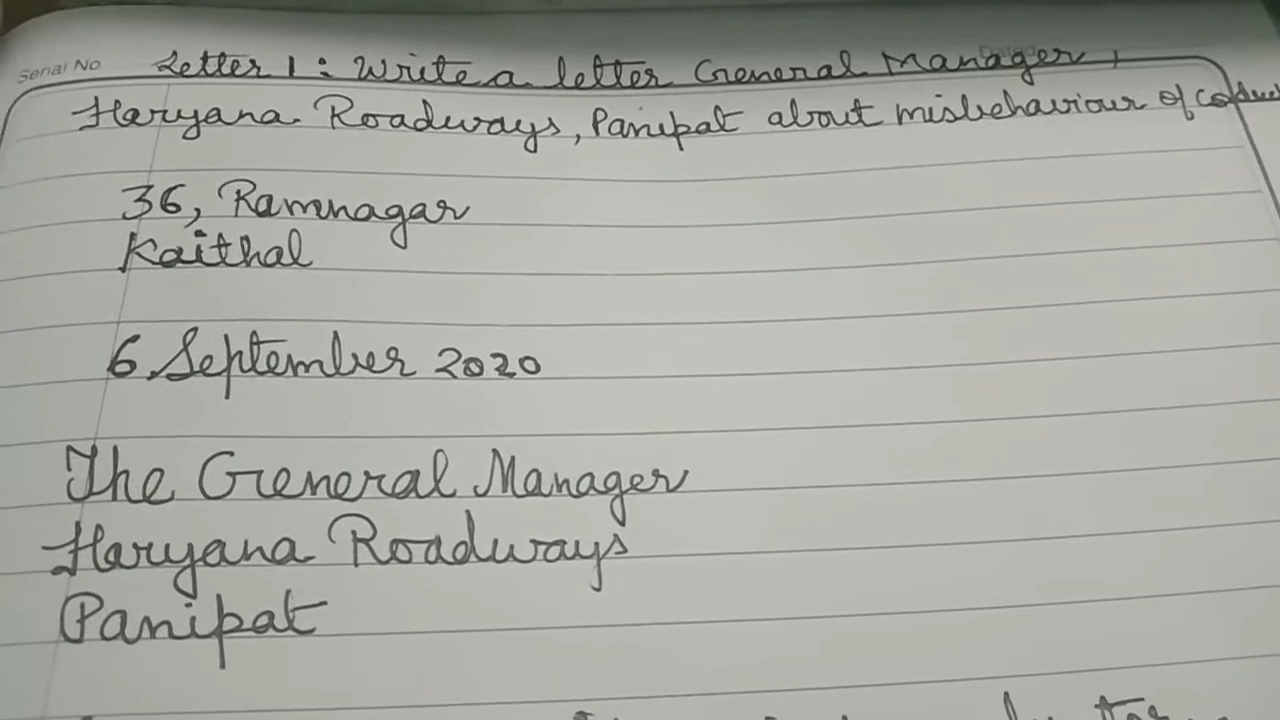 Serial No
Letter 1 : Write a letter General Manager,
Haryana Roadways, Panipat about misbehaviour of
36, Ramnagar
Kaithal
6 September 2020
The General Manager
Haryana Roadways
Panipat